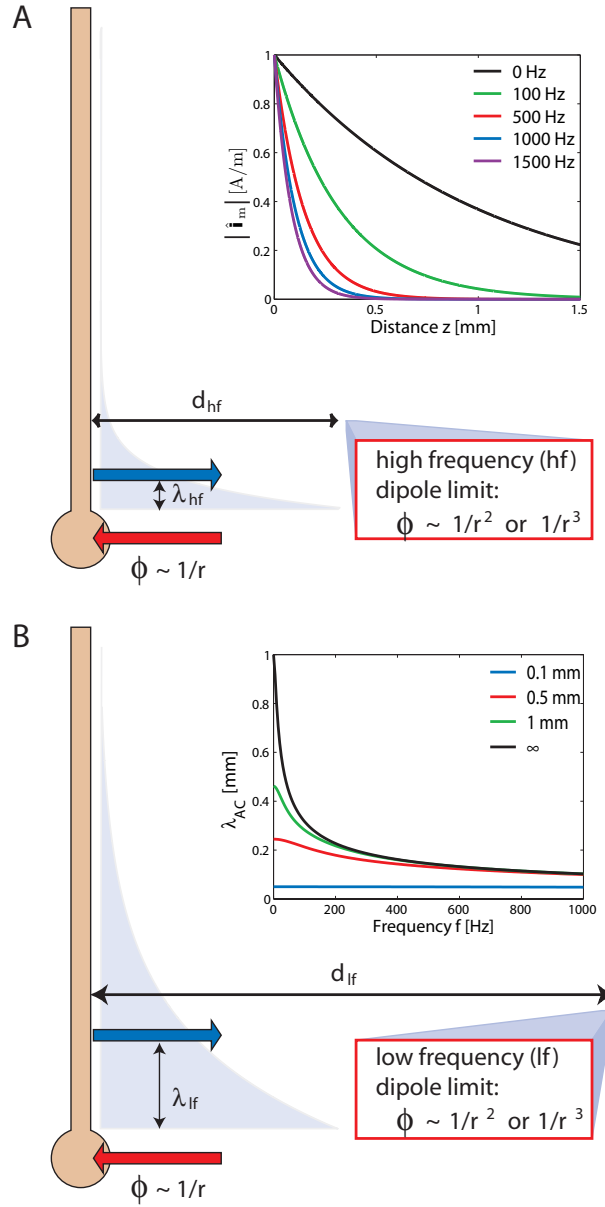 A
1
0.8
0.6
0.4
0.2
0
|î_m| [A/m]
0 Hz
100 Hz
500 Hz
1000 Hz
1500 Hz
0 0.5 1 1.5
Distance z [mm]
d_hf
λ_hf
high frequency (hf)
dipole limit:
ϕ ~ 1/r² or 1/r³
ϕ ~ 1/r
B
1
0.8
0.6
0.4
0.2
0
λ_AC [mm]
0.1 mm
0.5 mm
1 mm
∞
0 200 400 600 800 1000
Frequency f [Hz]
d_lf
λ_lf
low frequency (lf)
dipole limit:
ϕ ~ 1/r ² or 1/r ³
ϕ ~ 1/r